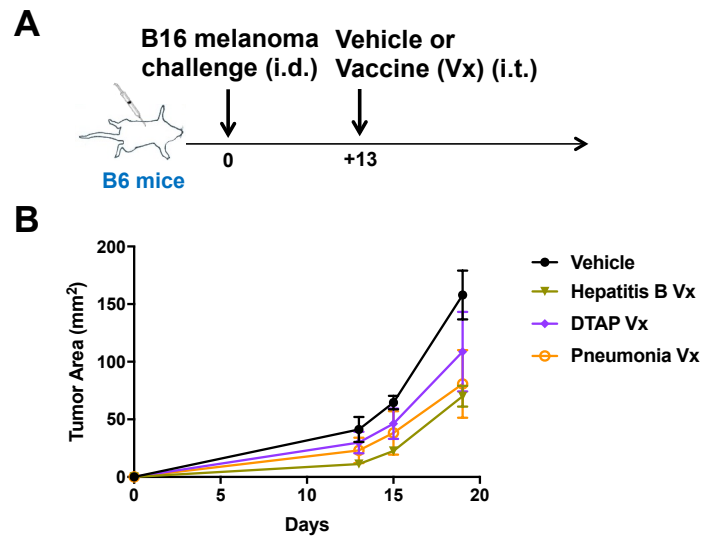 A
B16 melanoma
challenge (i.d.)
Vehicle or
Vaccine (Vx) (i.t.)
0
+13
B6 mice
B
Tumor Area (mm²)
200
150
100
50
0
0
5
10
15
20
Days
Vehicle
Hepatitis B Vx
DTAP Vx
Pneumonia Vx